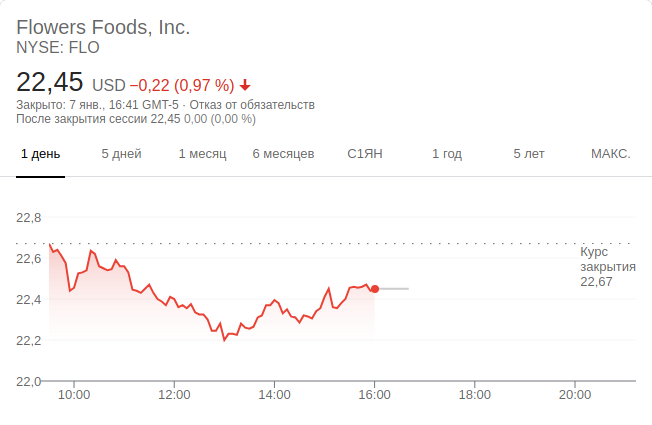 Flowers Foods, Inc.
NYSE: FLO
22,45 USD −0,22 (0,97 %)
Закрыто: 7 янв., 16:41 GMT-5 · Отказ от обязательств
После закрытия сессии 22,45 0,00 (0,00 %)
1 день 5 дней 1 месяц 6 месяцев С1ЯН 1 год 5 лет МАКС.
22,8
22,6
22,4
22,2
22,0
Курс
закрытия
22,67
10:00 12:00 14:00 16:00 18:00 20:00